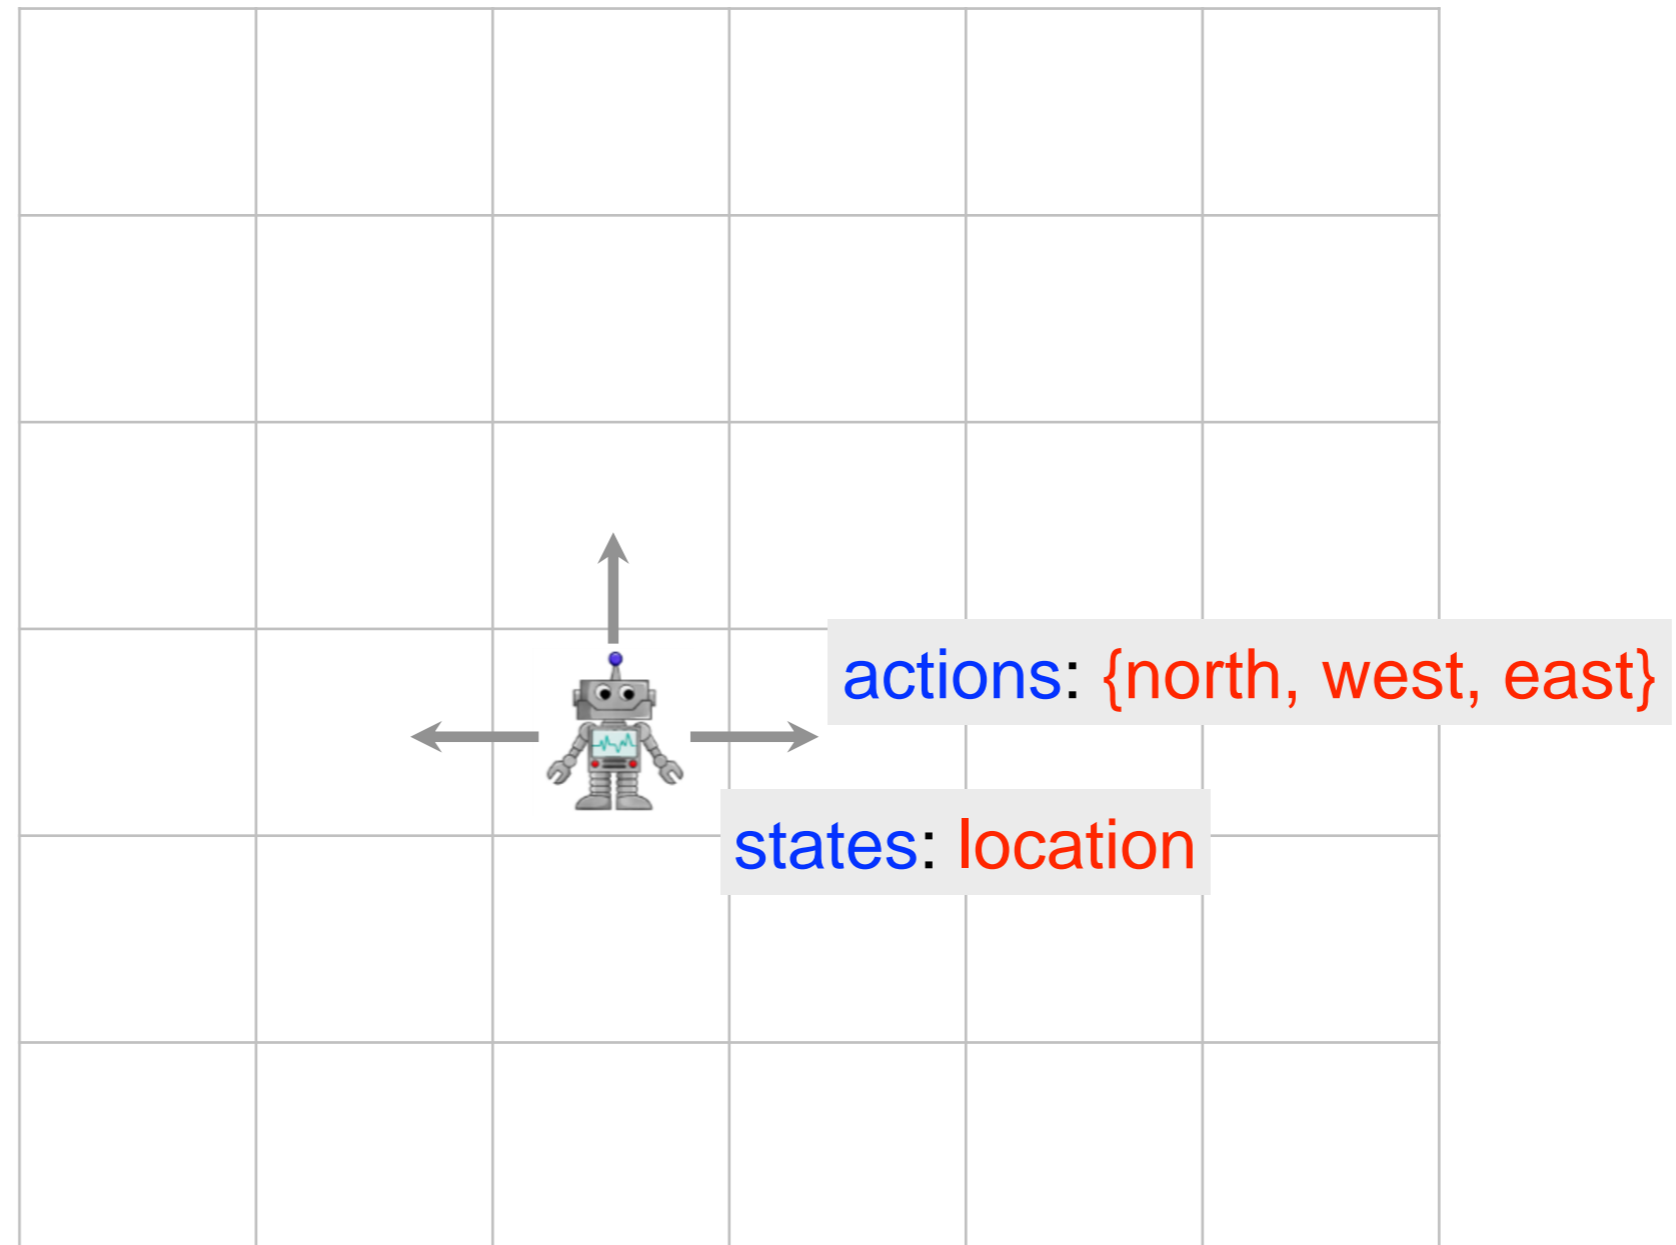 actions: {north, west, east}
states: location